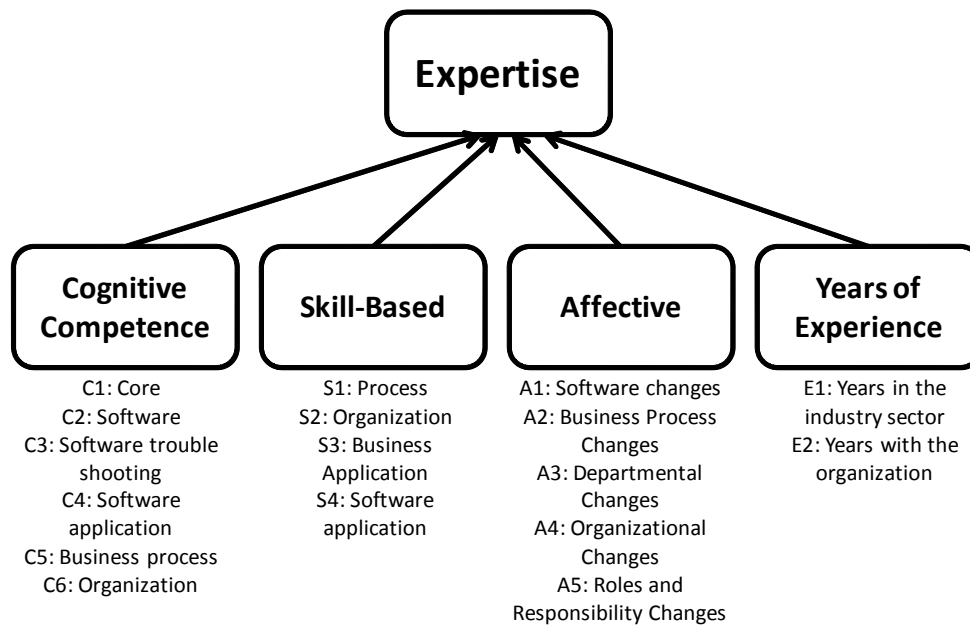 Expertise
Cognitive
Competence
C1: Core
C2: Software
C3: Software trouble
shooting
C4: Software
application
C5: Business process
C6: Organization
Skill-Based
S1: Process
S2: Organization
S3: Business
Application
S4: Software
application
Affective
A1: Software changes
A2: Business Process
Changes
A3: Departmental
Changes
A4: Organizational
Changes
A5: Roles and
Responsibility Changes
Years of
Experience
E1: Years in the
industry sector
E2: Years with the
organization